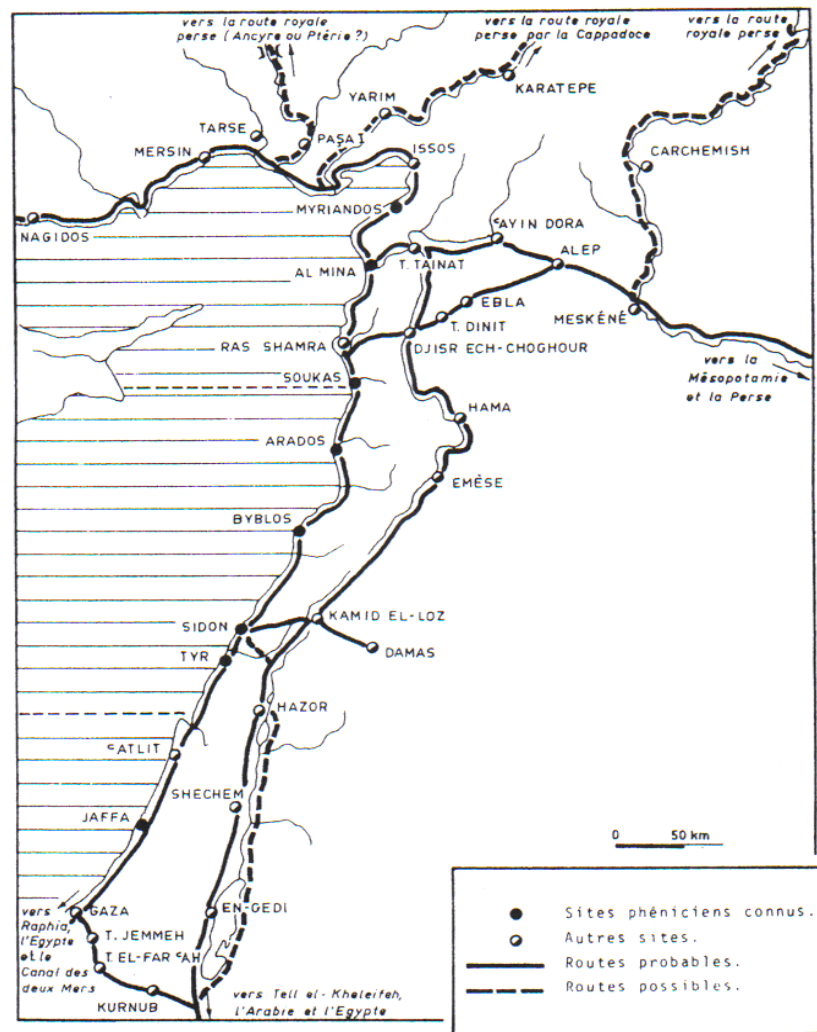 vers la route royale
perse (Ancyre ou Ptérie?)
vers la route royale
perse par la Cappadoce
vers la route
royale perse
KARATEPE
YARIM
TARSE
PAŞA I
MERSIN
ISSOS
CARCHEMISH
MYRIANDOS
NAGIDOS
ᶜAYIN DORA
ALEP
AL MINA
T. TAINAT
EBLA
MESKÉNÉ
T. DINIT
RAS SHAMRA
DJISR ECH-CHOGHOUR
vers la
Mésopotamie
et la Perse
SOUKAS
HAMA
ARADOS
EMÈSE
BYBLOS
KAMID EL-LOZ
SIDON
DAMAS
TYR
HAZOR
ᶜATLIT
SHECHEM
JAFFA
0 50 km
GAZA
EN-GEDI
vers
Raphia,
l'Egypte
et le
Canal des
deux Mers
T. JEMMEH
T. EL-FARᶜAH
KURNUB
vers Tell el-Kheleifeh,
l'Arabie et l'Egypte
Sites phéniciens connus.
Autres sites.
Routes probables.
Routes possibles.